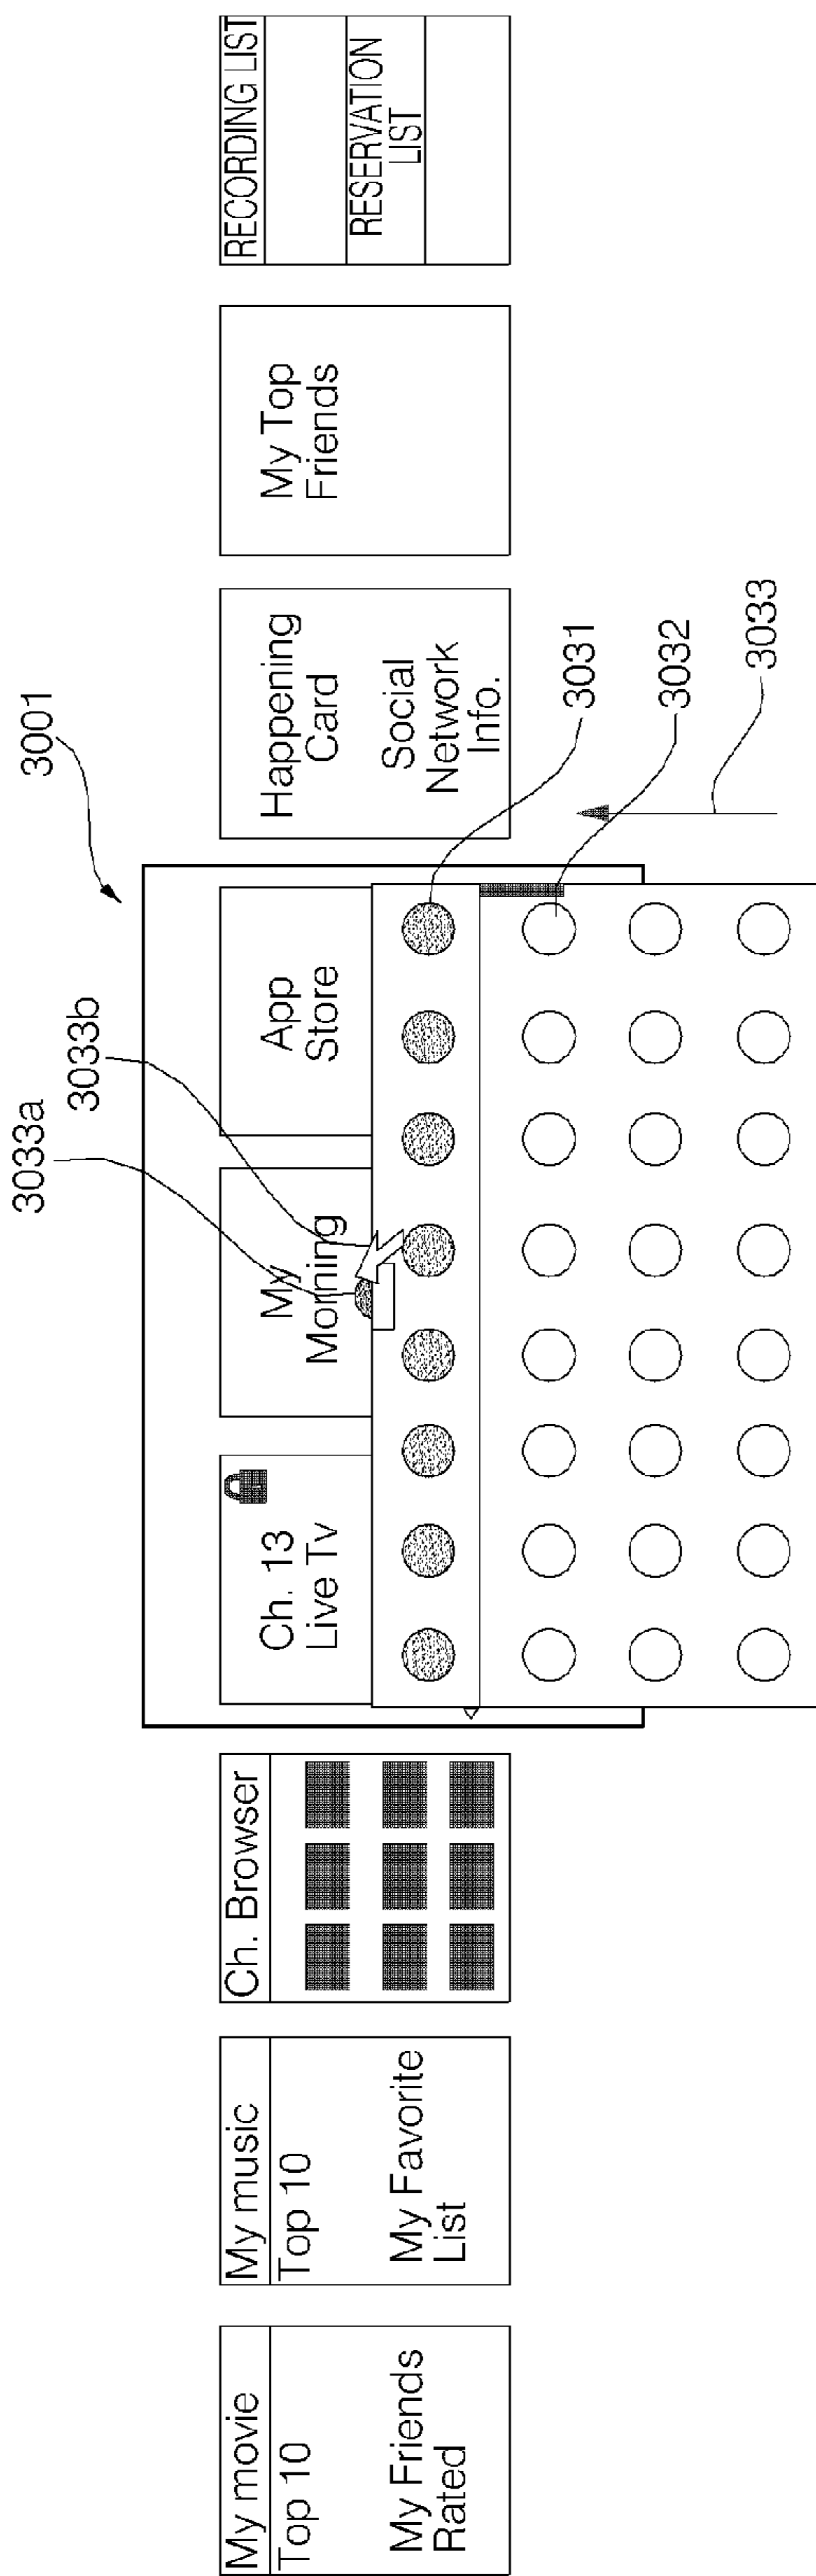 3001
3033a
3033b
My movie
Top 10
My Friends
Rated
My music
Top 10
My Favorite
List
Ch. Browser
Ch. 13
Live Tv
My
Morning
App
Store
Happening
Card
Social
Network
Info.
My Top
Friends
RECORDING LIST
RESERVATION
LIST
3031
3032
3033